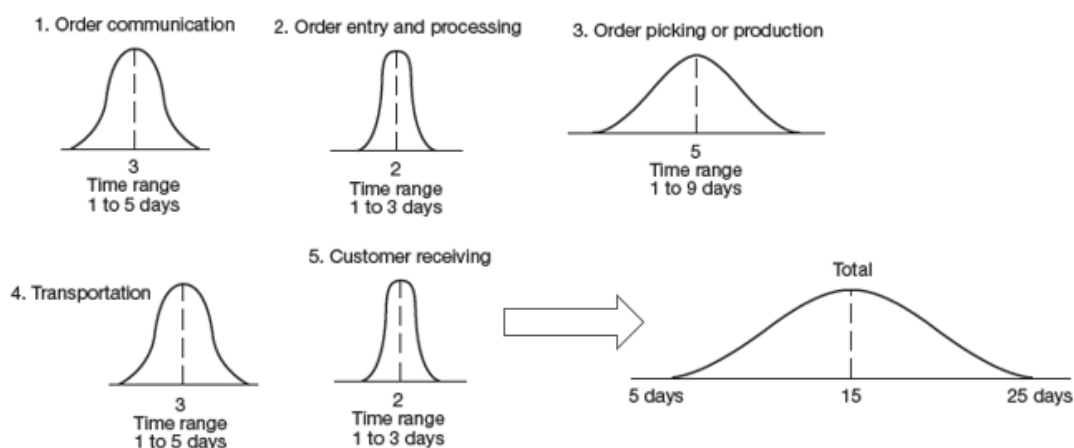 1. Order communication
3
Time range
1 to 5 days
2. Order entry and processing
2
Time range
1 to 3 days
3. Order picking or production
5
Time range
1 to 9 days
4. Transportation
3
Time range
1 to 5 days
5. Customer receiving
2
Time range
1 to 3 days
Total
5 days 15 25 days